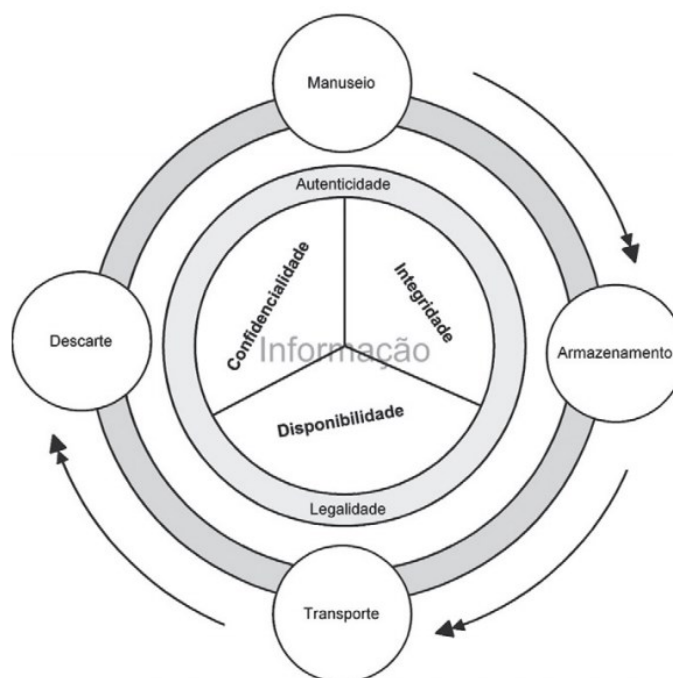 Manuseio
Autenticidade
Confidencialidade
Integridade
Descarte
Informação
Armazenamento
Disponibilidade
Legalidade
Transporte